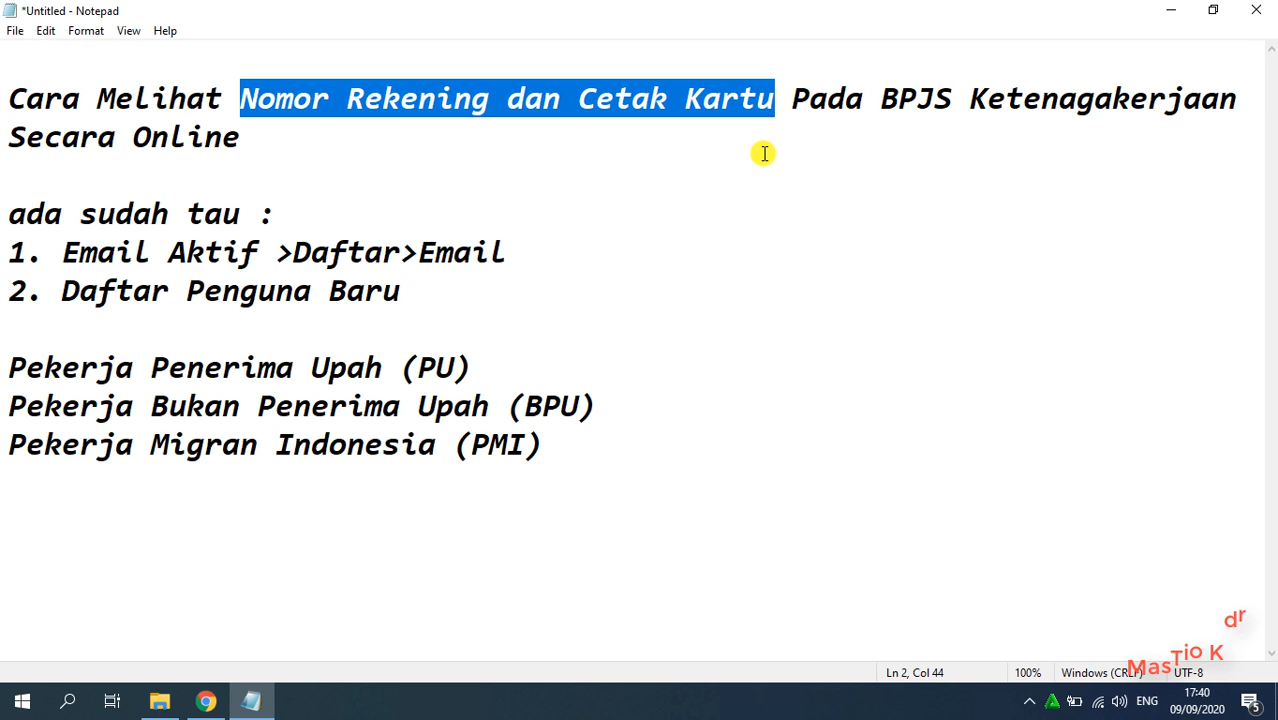 *Untitled - Notepad
File Edit Format View Help
Cara Melihat Nomor Rekening dan Cetak Kartu Pada BPJS Ketenagakerjaan
Secara Online
ada sudah tau :
1. Email Aktif >Daftar>Email
2. Daftar Penguna Baru
Pekerja Penerima Upah (PU)
Pekerja Bukan Penerima Upah (BPU)
Pekerja Migran Indonesia (PMI)
dr
MasTio K
Ln 2, Col 44 100% Windows (CRLF) UTF-8
ENG 17:40
09/09/2020 5